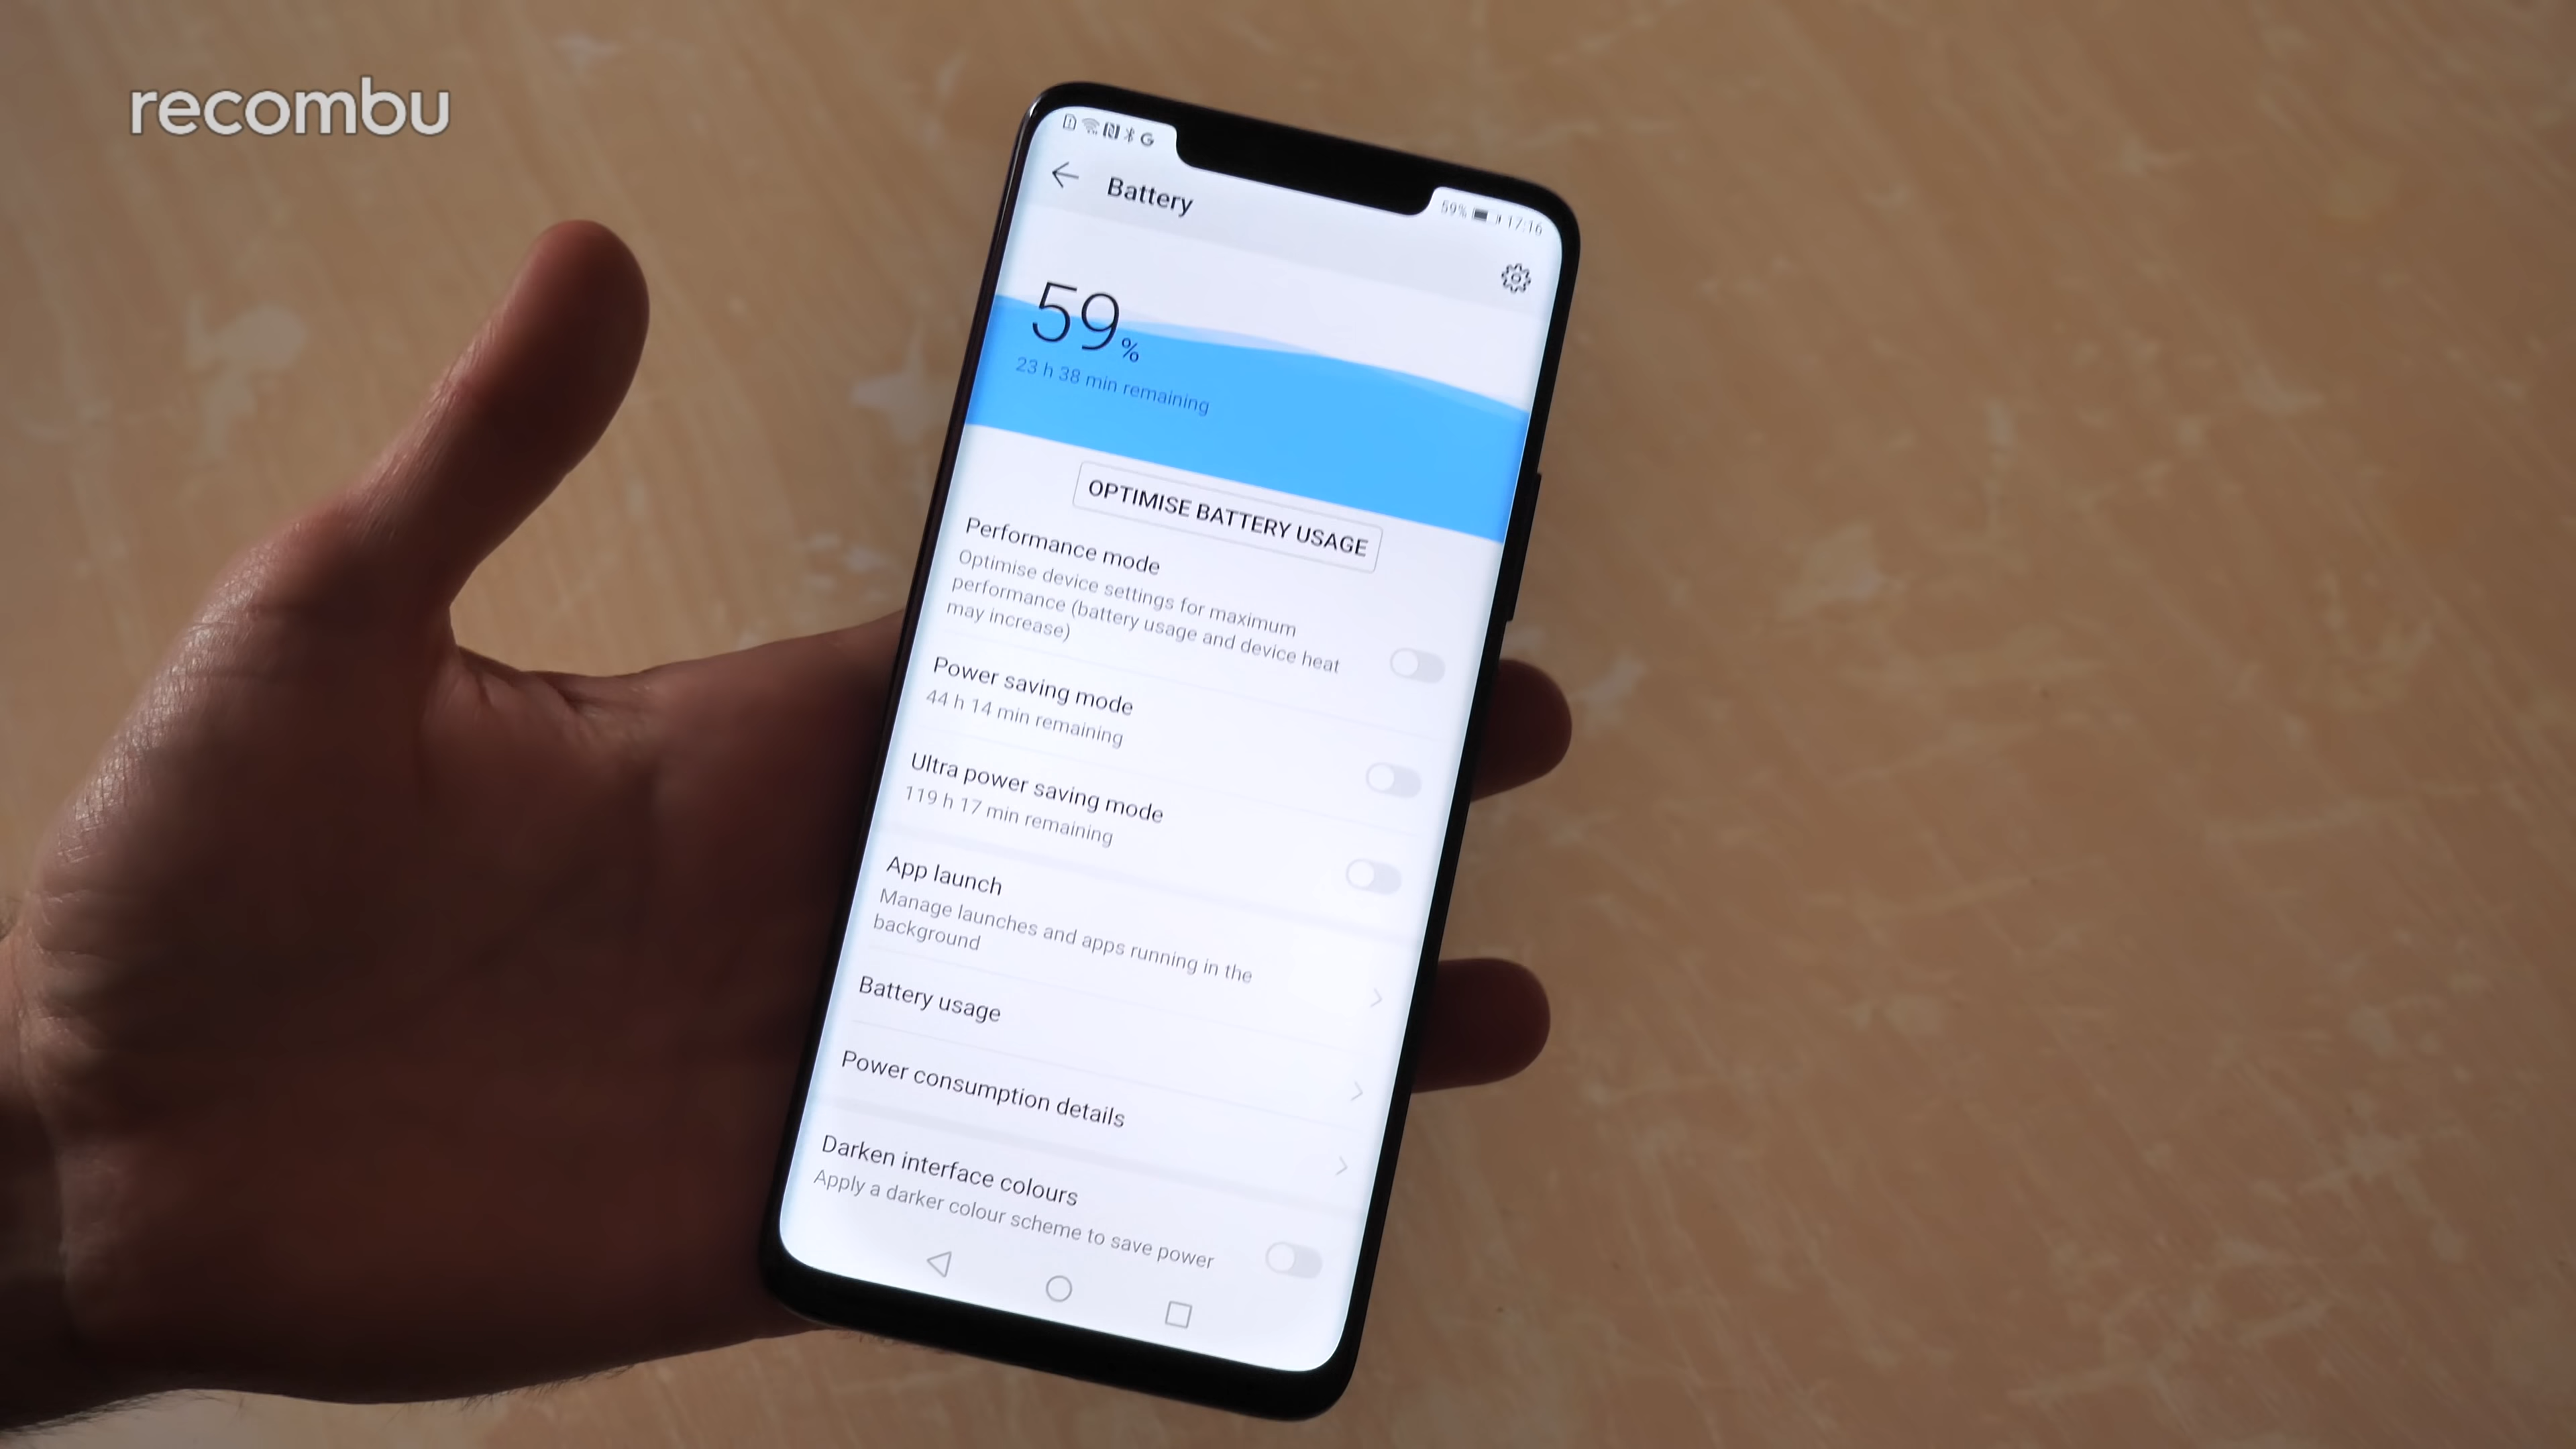 recombu
59% 17:16
Battery
59%
23 h 38 min remaining
OPTIMISE BATTERY USAGE
Performance mode
Optimise device settings for maximum
performance (battery usage and device heat
may increase)
Power saving mode
44 h 14 min remaining
Ultra power saving mode
119 h 17 min remaining
App launch
Manage launches and apps running in the
background
Battery usage
Power consumption details
Darken interface colours
Apply a darker colour scheme to save power